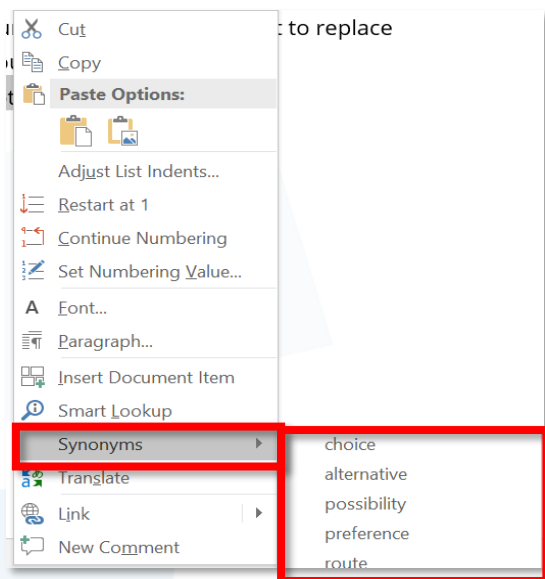 t to replace
Cut
Copy
Paste Options:
Adjust List Indents...
Restart at 1
Continue Numbering
Set Numbering Value...
A Font...
Paragraph...
Insert Document Item
Smart Lookup
Synonyms
choice
alternative
possibility
preference
route
Translate
Link
New Comment